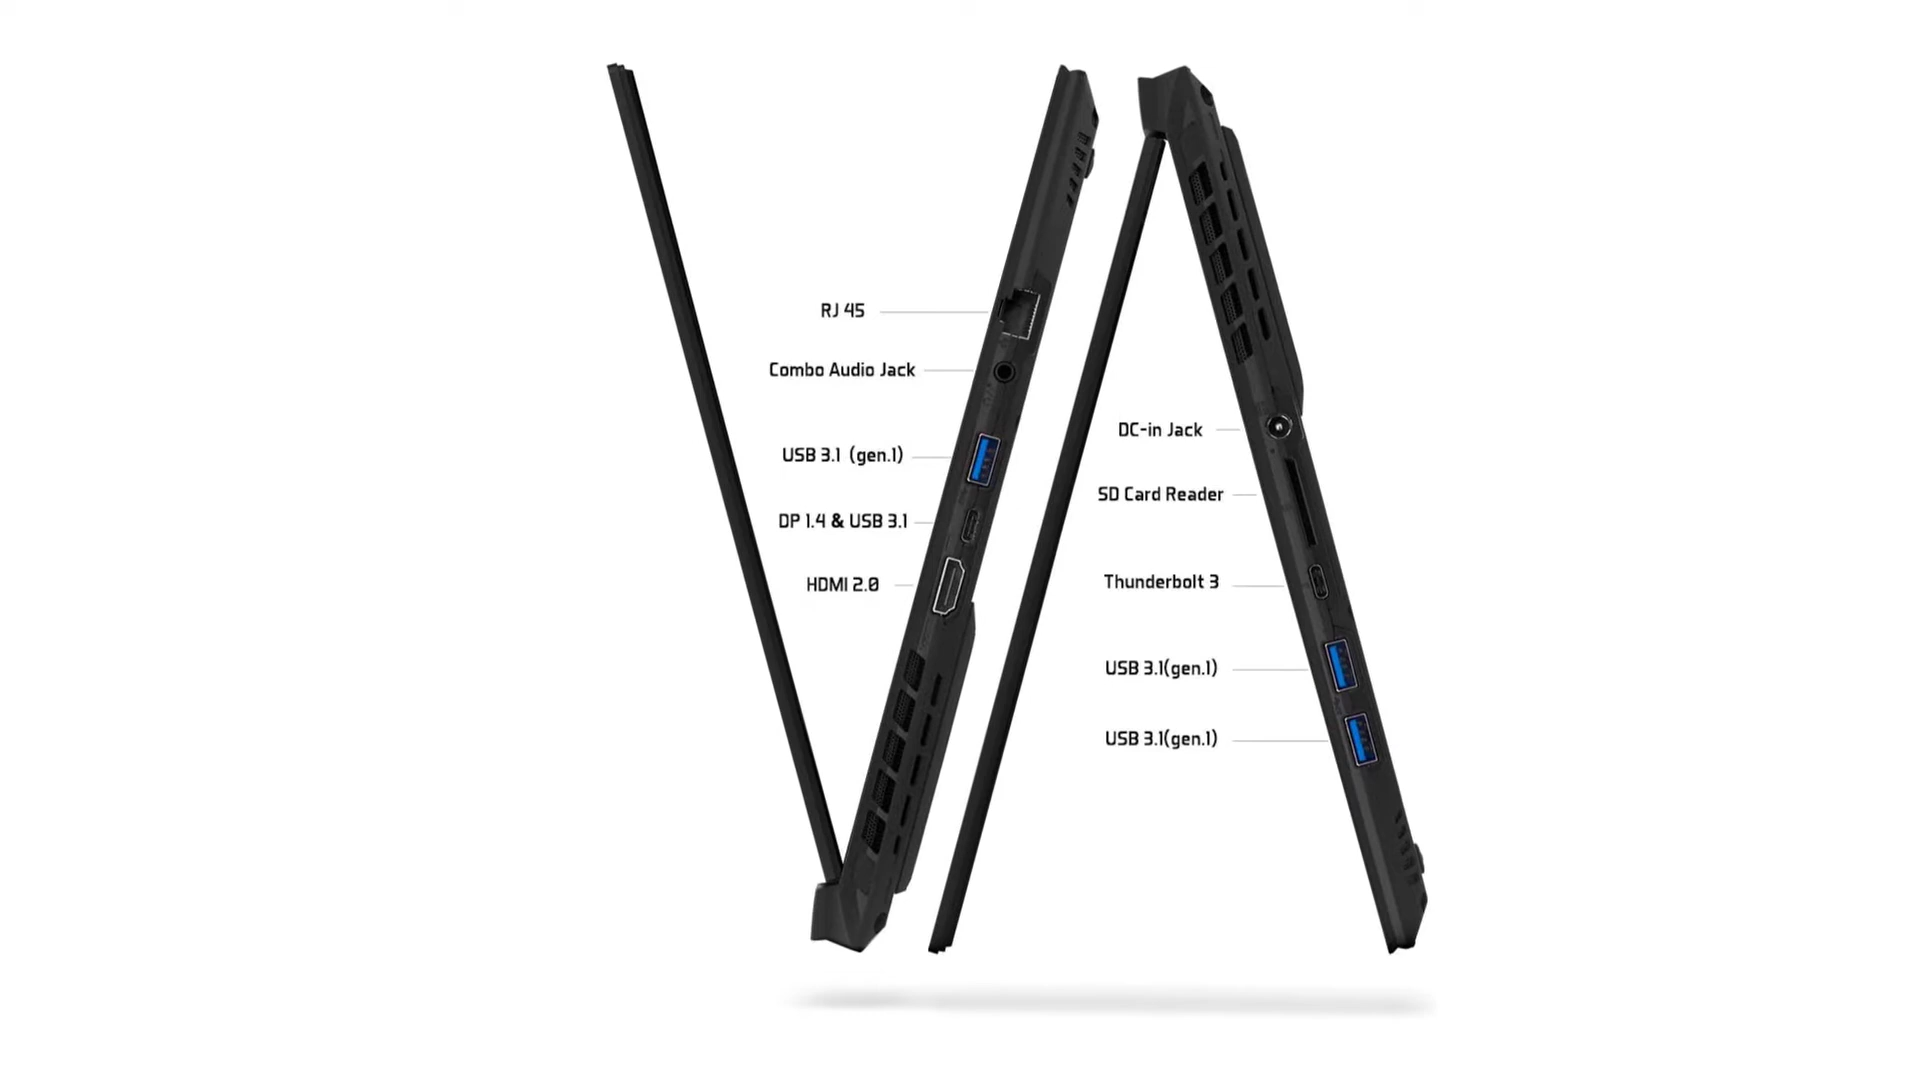 RJ 45
Combo Audio Jack
USB 3.1 (gen.1)
DP 1.4 & USB 3.1
HDMI 2.0
DC-in Jack
SD Card Reader
Thunderbolt 3
USB 3.1(gen.1)
USB 3.1(gen.1)